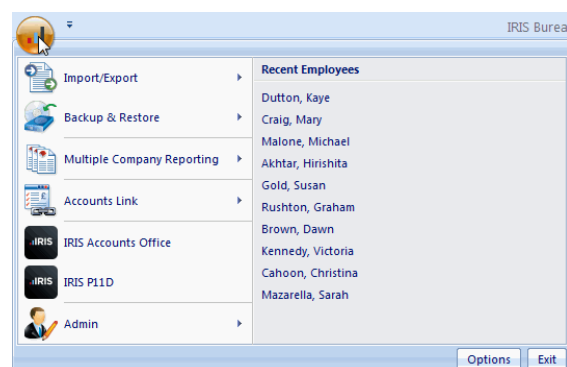 IRIS Burea
Import/Export
Backup & Restore
Multiple Company Reporting
Accounts Link
IRIS
IRIS Accounts Office
IRIS
IRIS P11D
Admin
Recent Employees
Dutton, Kaye
Craig, Mary
Malone, Michael
Akhtar, Hirishita
Gold, Susan
Rushton, Graham
Brown, Dawn
Kennedy, Victoria
Cahoon, Christina
Mazarella, Sarah
Options
Exit